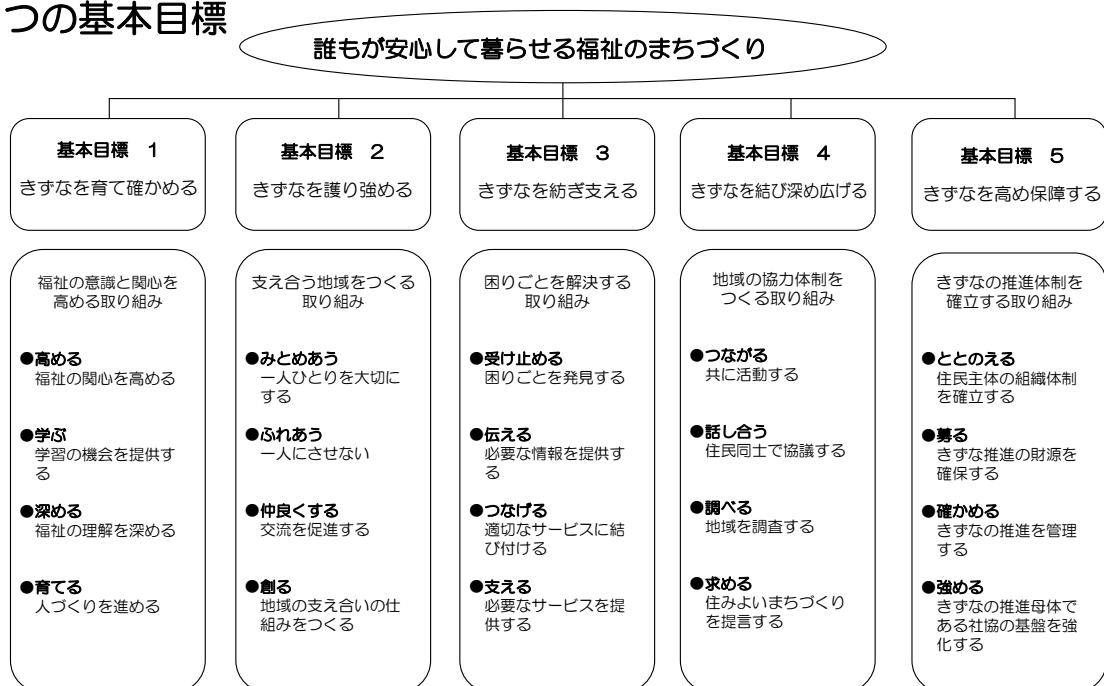 つの基本目標
誰もが安心して暮らせる福祉のまちづくり
基本目標　1
きずなを育て確かめる
基本目標　2
きずなを護り強める
基本目標　3
きずなを紡ぎ支える
基本目標　4
きずなを結び深め広げる
基本目標　5
きずなを高め保障する
福祉の意識と関心を
高める取り組み
●高める
福祉の関心を高める
●学ぶ
学習の機会を提供す
る
●深める
福祉の理解を深める
●育てる
人づくりを進める
支え合う地域をつくる
取り組み
●みとめあう
一人ひとりを大切に
する
●ふれあう
一人にさせない
●仲良くする
交流を促進する
●創る
地域の支え合いの仕
組みをつくる
困りごとを解決する
取り組み
●受け止める
困りごとを発見する
●伝える
必要な情報を提供す
る
●つなげる
適切なサービスに結
び付ける
●支える
必要なサービスを提
供する
地域の協力体制を
つくる取り組み
●つながる
共に活動する
●話し合う
住民同士で協議する
●調べる
地域を調査する
●求める
住みよいまちづくり
を提言する
きずなの推進体制を
確立する取り組み
●ととのえる
住民主体の組織体制
を確立する
●募る
きずな推進の財源を
確保する
●確かめる
きずなの推進を管理
する
●強める
きずなの推進母体で
ある社協の基盤を強
化する